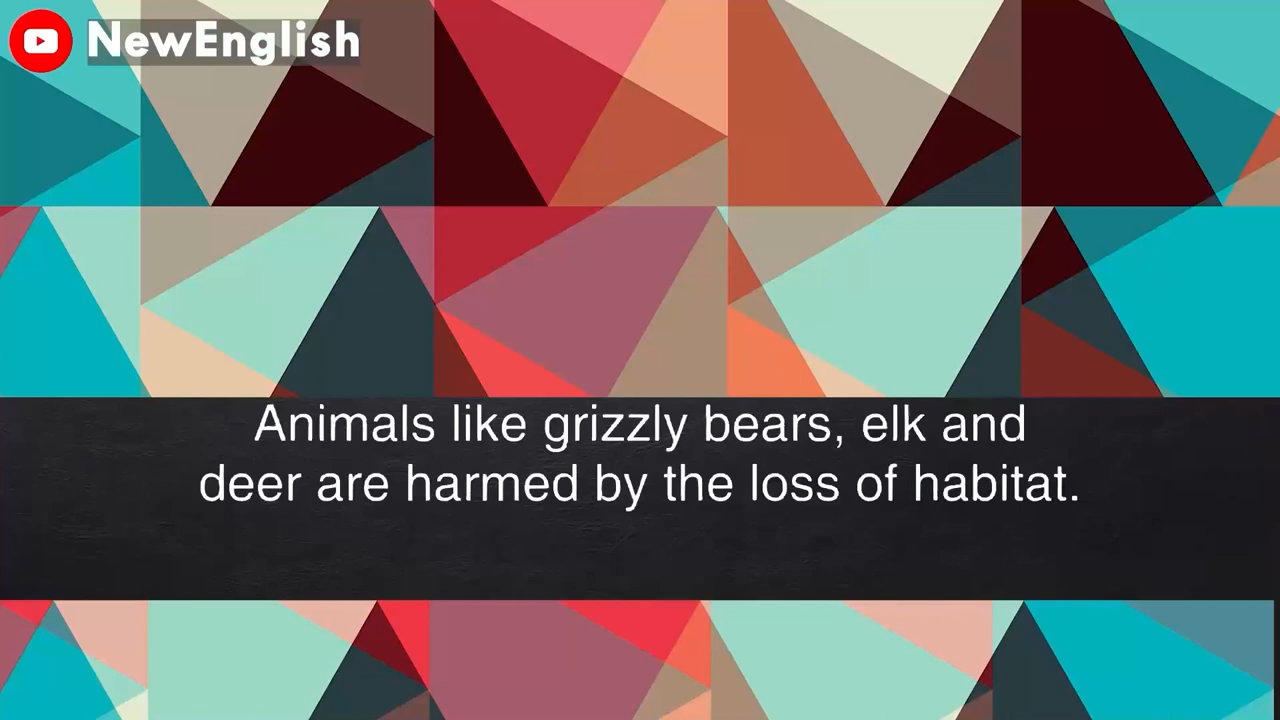 NewEnglish
Animals like grizzly bears, elk and
deer are harmed by the loss of habitat.